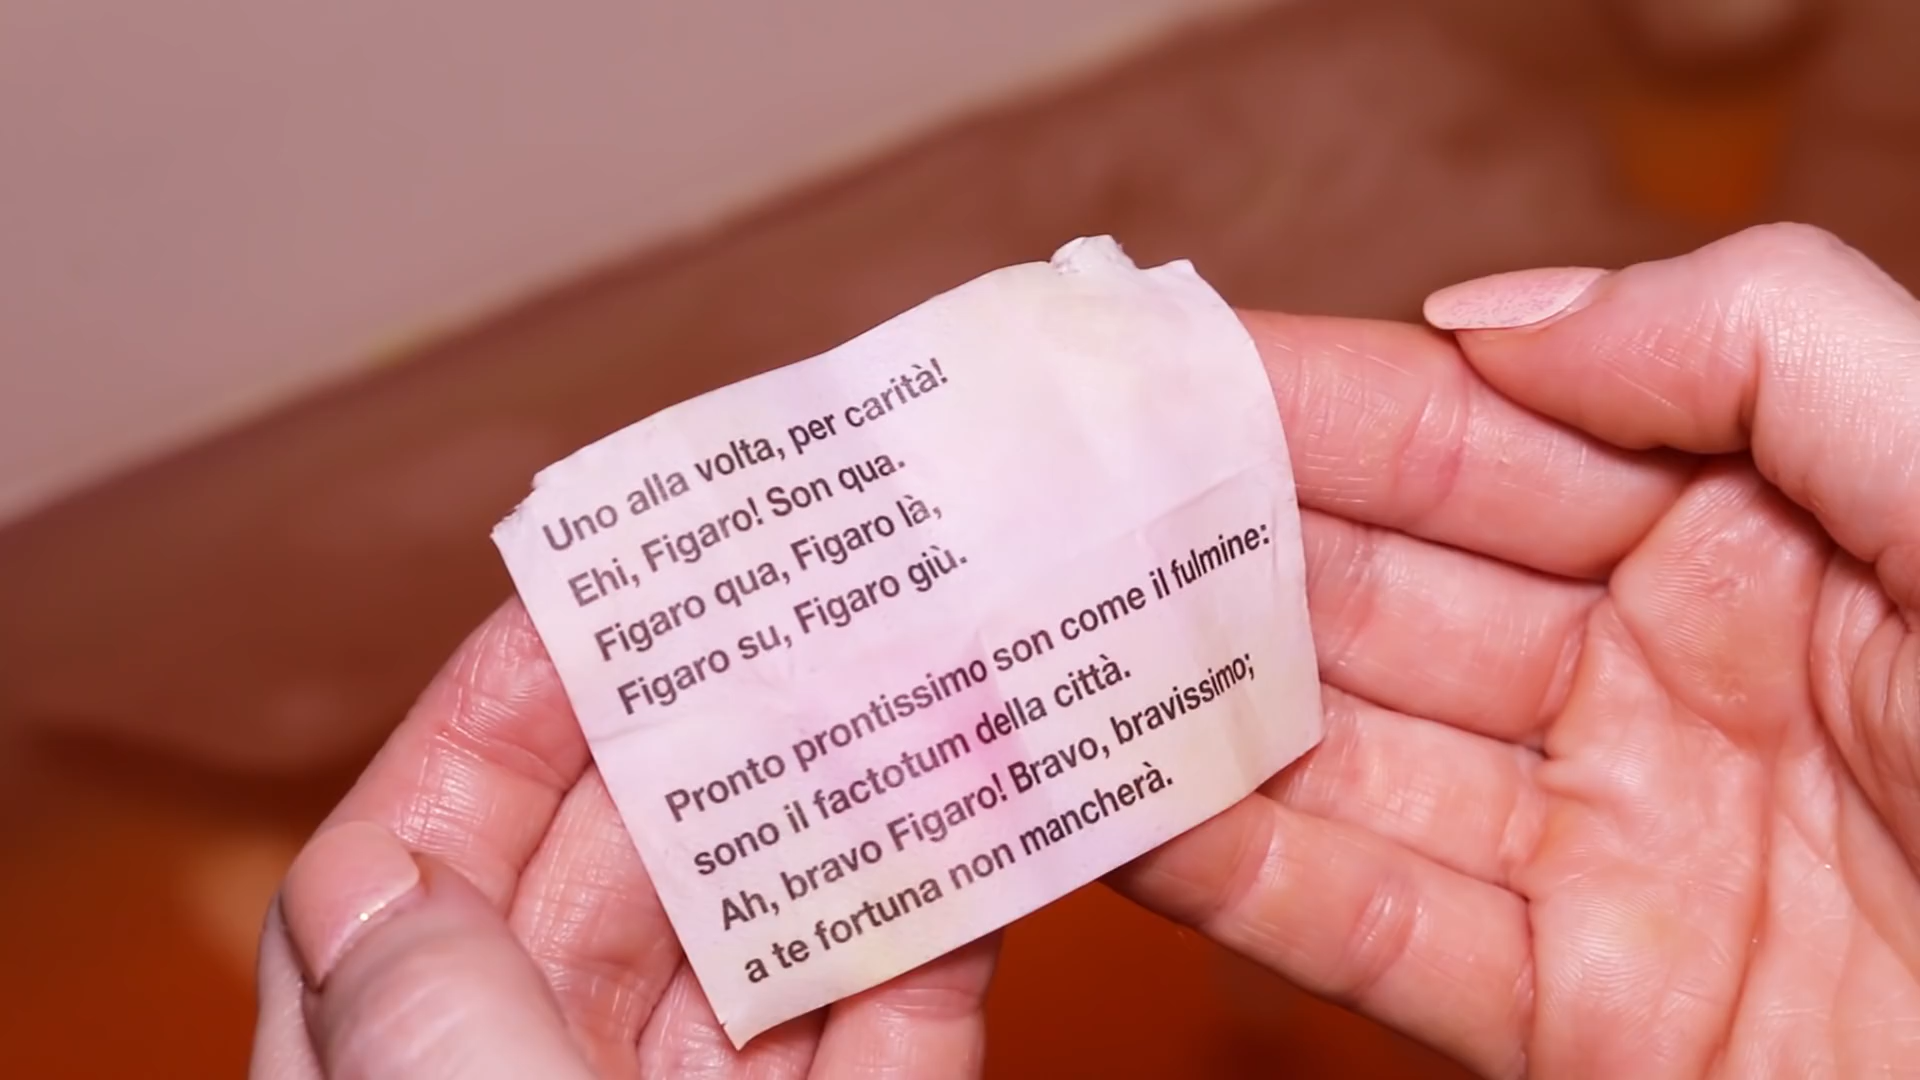 Uno alla volta, per carità!
Ehi, Figaro! Son qua.
Figaro qua, Figaro là,
Figaro su, Figaro giù.
Pronto prontissimo son come il fulmine:
sono il factotum della città.
Ah, bravo Figaro! Bravo, bravissimo;
a te fortuna non mancherà.